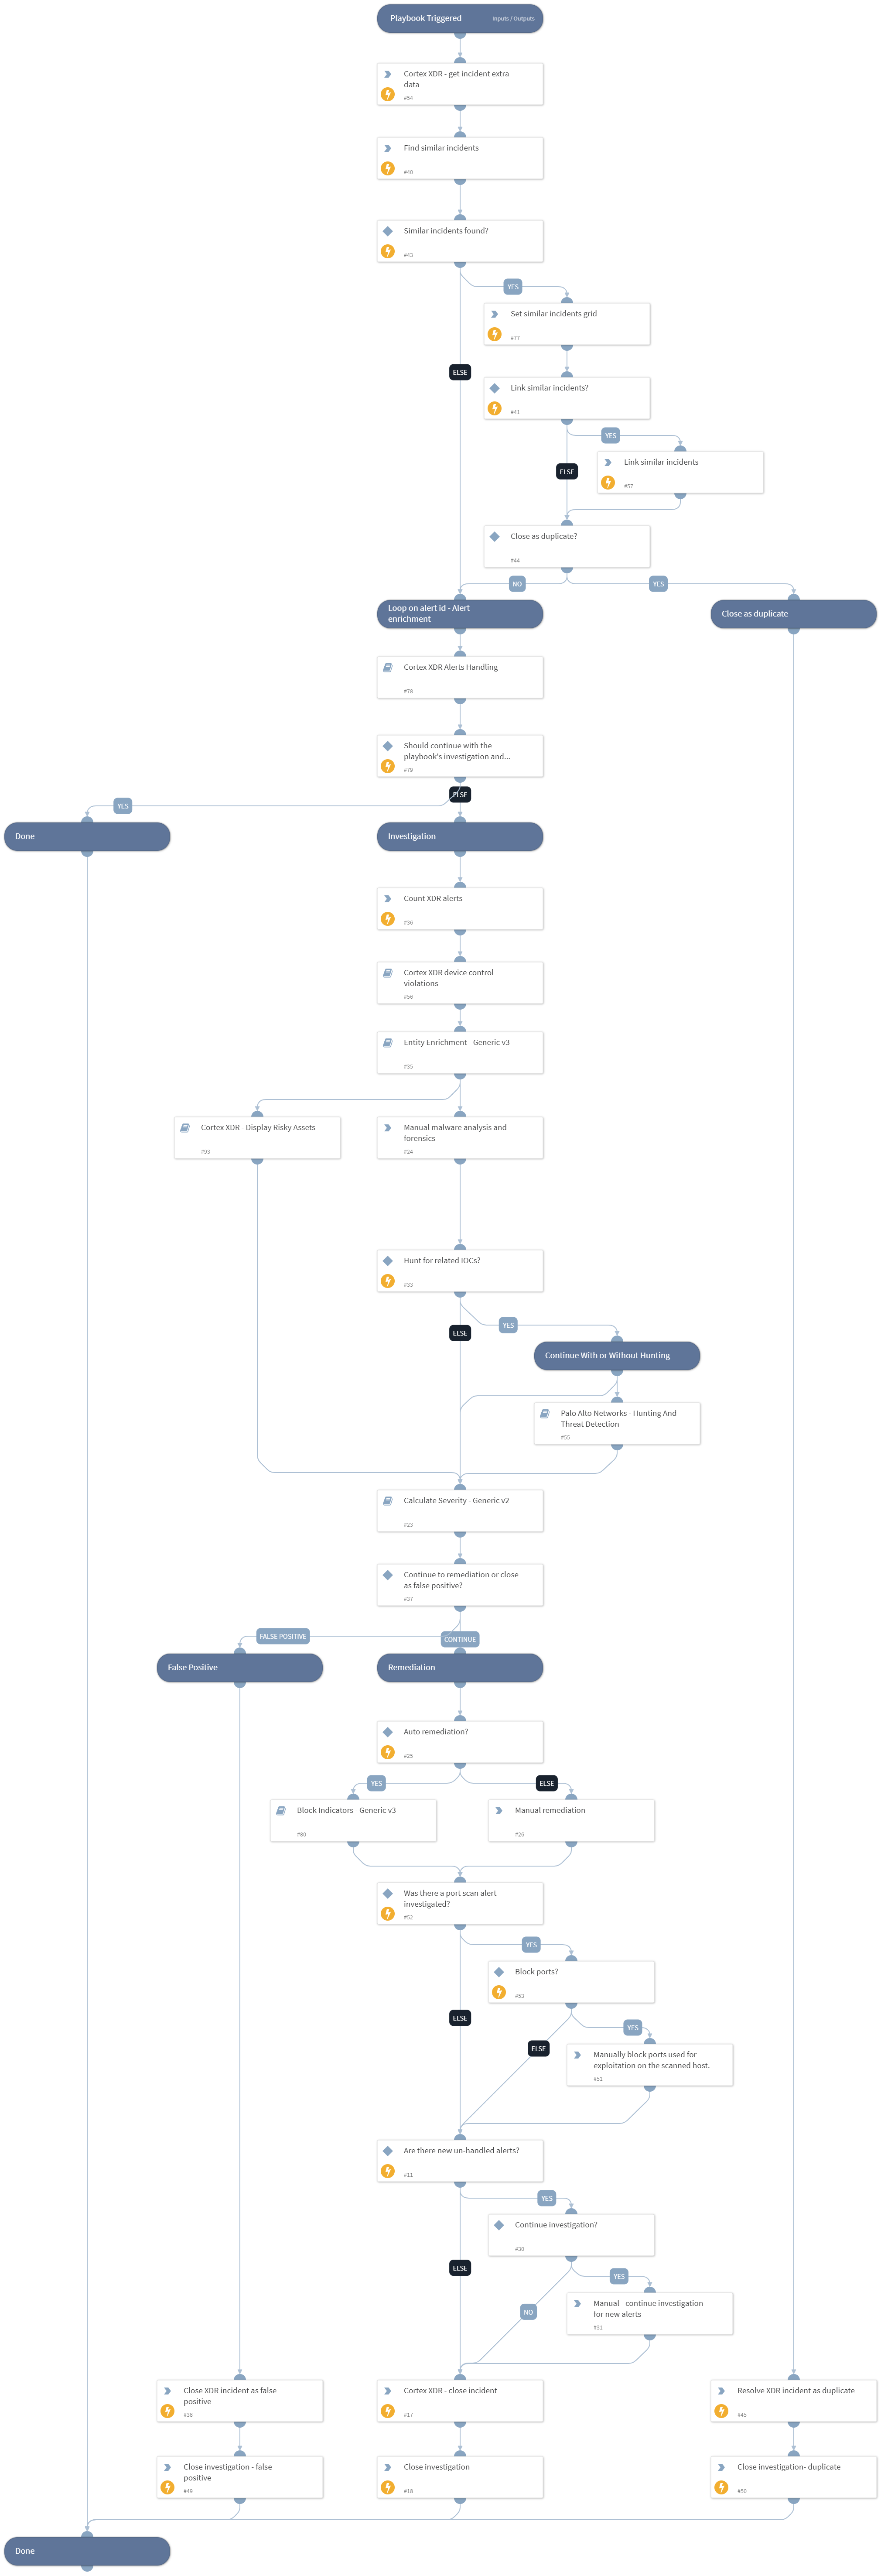 Playbook Triggered
Inputs / Outputs
Cortex XDR - get incident extra
data
#94
Find similar incidents
#40
Similar incidents found?
#43
YES
Set similar incidents grid
#77
ELSE
Link similar incidents?
#41
YES
Link similar incidents
#57
ELSE
Close as duplicate?
#44
NO
YES
Loop on alert id - Alert
enrichment
Close as duplicate
Cortex XDR Alerts Handling
#78
Should continue with the
playbook's investigation and...
#79
ELSE
YES
Done
Investigation
Count XDR alerts
#36
Cortex XDR device control
violations
#56
Entity Enrichment - Generic v3
#35
Cortex XDR - Display Risky Assets
#93
Manual malware analysis and
forensics
#24
Hunt for related IOCs?
#33
YES
ELSE
Continue With or Without Hunting
Palo Alto Networks - Hunting And
Threat Detection
#55
Calculate Severity - Generic v2
#23
Continue to remediation or close
as false positive?
#37
FALSE POSITIVE
CONTINUE
False Positive
Remediation
Auto remediation?
#25
YES
ELSE
Block Indicators - Generic v3
#80
Manual remediation
#26
Was there a port scan alert
investigated?
#52
YES
Block ports?
#53
ELSE
YES
ELSE
Manually block ports used for
exploitation on the scanned host.
#51
Are there new un-handled alerts?
#11
YES
Continue investigation?
#30
ELSE
YES
Manual - continue investigation
for new alerts
#31
NO
Close XDR incident as false
positive
#38
Cortex XDR - close incident
#17
Resolve XDR incident as duplicate
#45
Close investigation - false
positive
#49
Close investigation
#18
Close investigation- duplicate
#50
Done